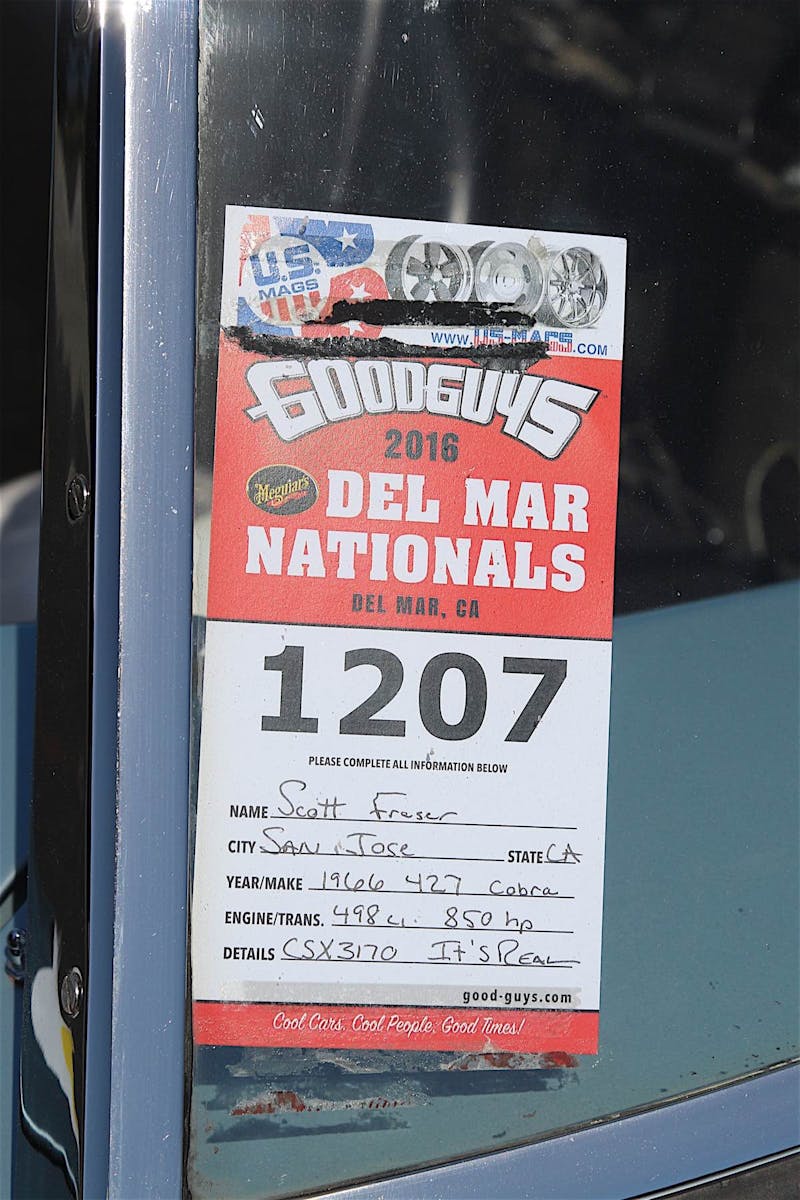 U.S.
MAGS
WWW.US-MAGS.COM
GOODGUYS
2016
Meguiar's
DEL MAR
NATIONALS
DEL MAR, CA
1207
PLEASE COMPLETE ALL INFORMATION BELOW
NAME Scott Fraser
CITY SAN JOSE STATE CA
YEAR/MAKE 1966 427 Cobra
ENGINE/TRANS. 498 ci. 850 hp
DETAILS CSX3170 It's REAL
good-guys.com
Cool Cars. Cool People. Good Times!